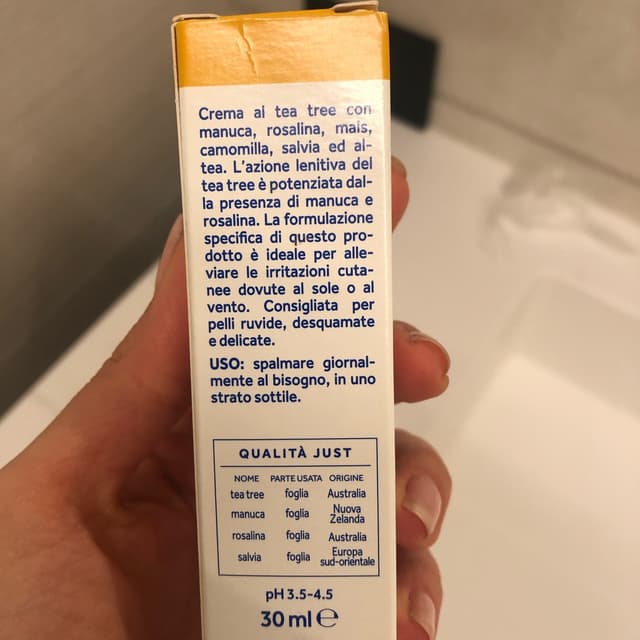 Crema al tea tree con
manuca, rosalina, mais,
camomilla, salvia ed al-
tea. L'azione lenitiva del
tea tree è potenziata dal-
la presenza di manuca e
rosalina. La formulazione
specifica di questo pro-
dotto è ideale per alle-
viare le irritazioni cuta-
nee dovute al sole o al
vento. Consigliata per
pelli ruvide, desquamate
e delicate.
USO: spalmare giornal-
mente al bisogno, in uno
strato sottile.
QUALITÀ JUST
NOME PARTE USATA ORIGINE
tea tree foglia Australia
manuca foglia Nuova Zelanda
rosalina foglia Australia
salvia foglia Europa sud-orientale
pH 3.5-4.5
30 ml ℮